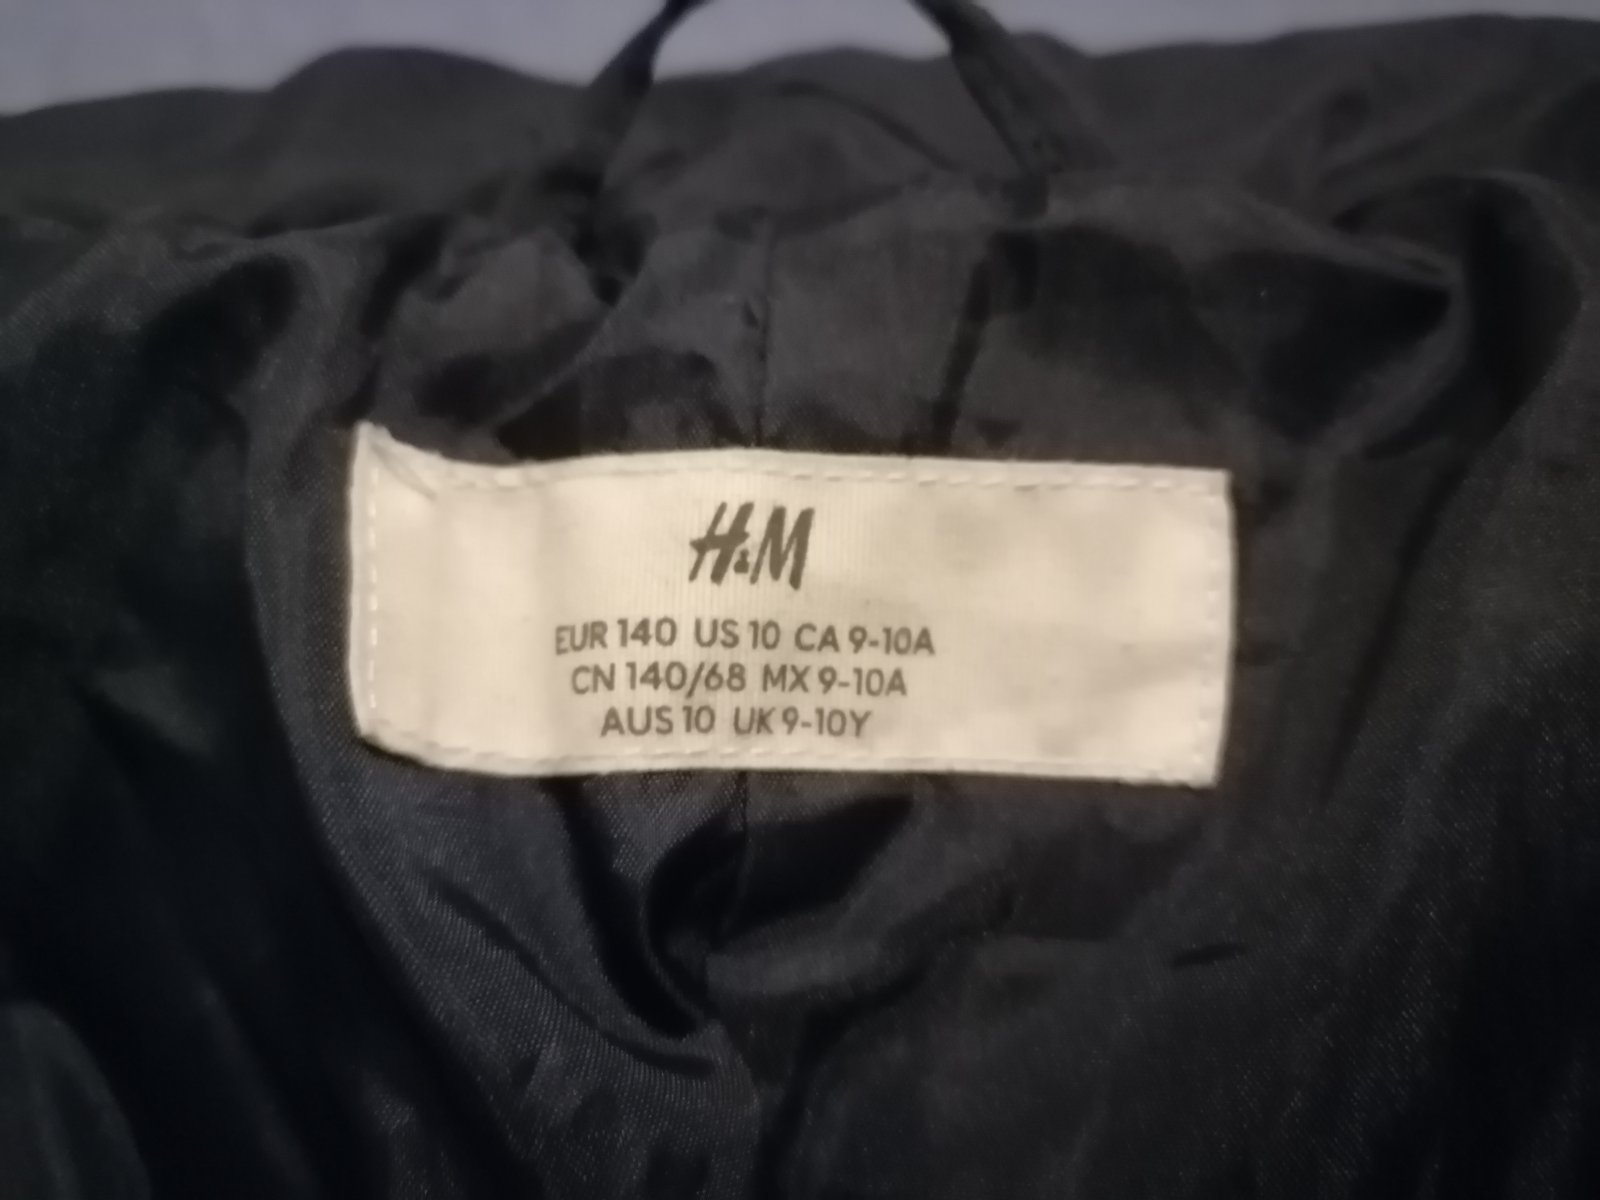 H&M
EUR 140 US 10 CA 9-10A
CN 140/68 MX 9-10A
AUS 10 UK 9-10Y